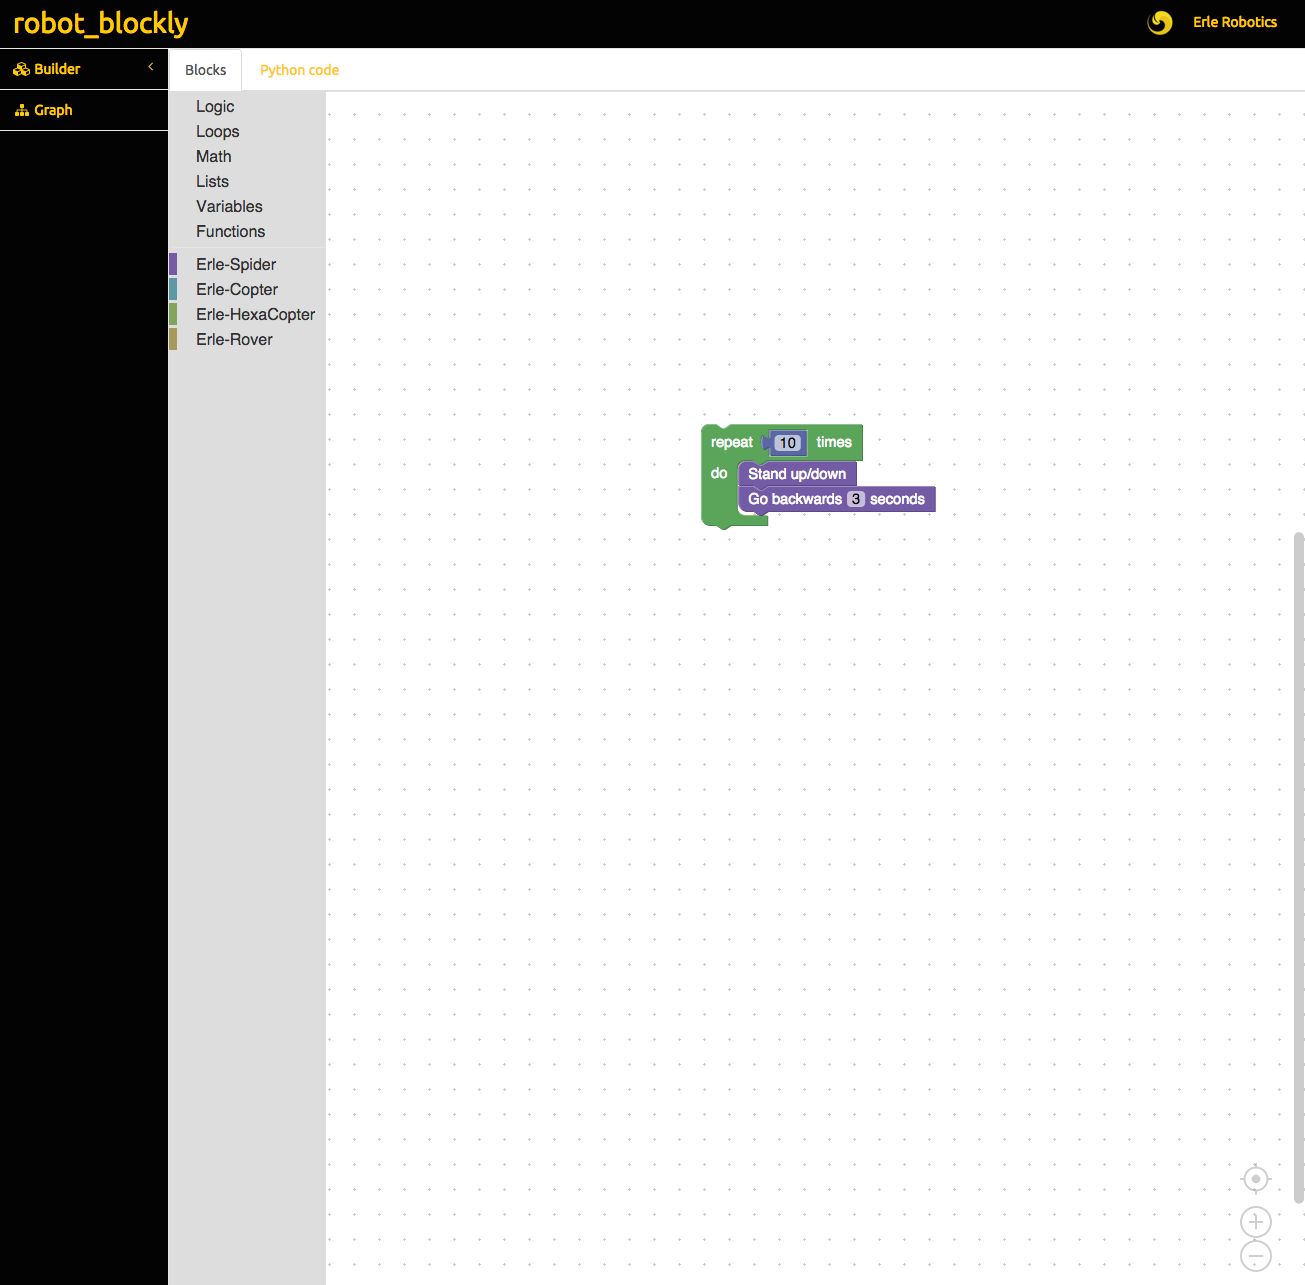 robot_blockly
Erle Robotics
Builder
Graph
Blocks
Python code
Logic
Loops
Math
Lists
Variables
Functions
Erle-Spider
Erle-Copter
Erle-HexaCopter
Erle-Rover
repeat 10 times
do Stand up/down
Go backwards 3 seconds